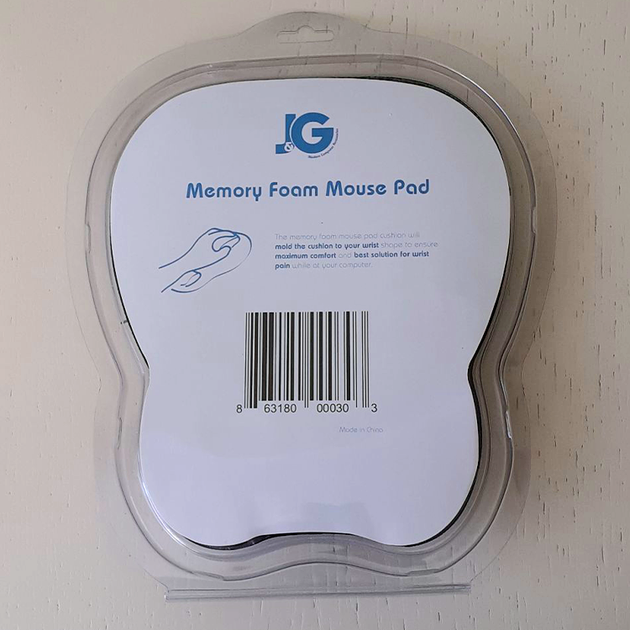 J&G
Memory Foam Mouse Pad
The memory foam mouse pad cushion will
mold the cushion to your wrist shape to ensure
maximum comfort and best solution for wrist
pain while at your computer.
8 63180 00030 3
Made in China